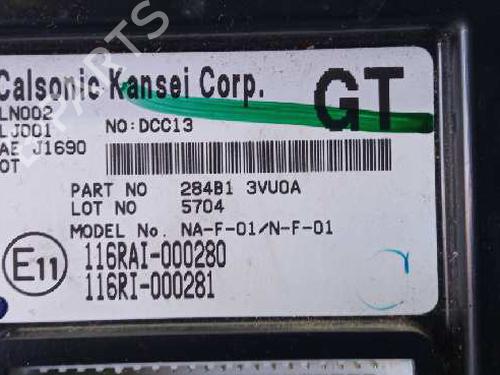 Calsonic Kansei Corp.
GT
LN002
LJ001 NO:DCC13
AE J1690
OT
PART NO 284B1 3VU0A
LOT NO 5704
MODEL No. NA-F-01/N-F-01
E11
116RAI-000280
116RI-000281